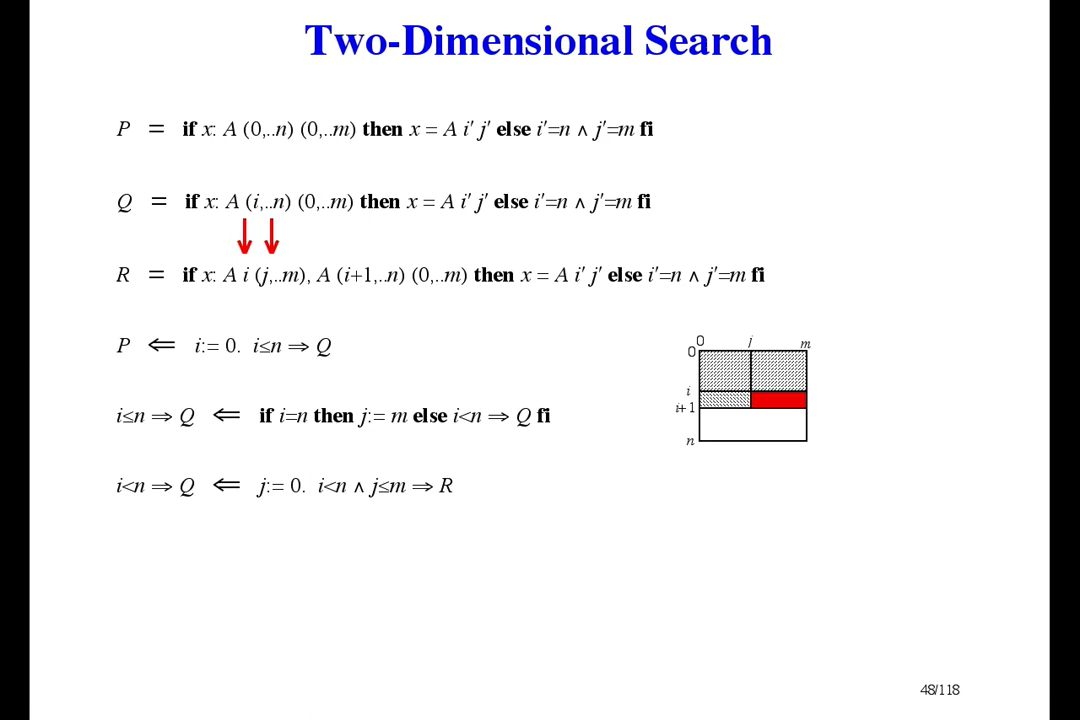 Two-Dimensional Search
P = if x: A (0,..n) (0,..m) then x = A i′ j′ else i′=n ∧ j′=m fi
Q = if x: A (i,..n) (0,..m) then x = A i′ j′ else i′=n ∧ j′=m fi
R = if x: A i (j,..m), A (i+1,..n) (0,..m) then x = A i′ j′ else i′=n ∧ j′=m fi
P ⇐ i:= 0. i≤n ⇒ Q
i≤n ⇒ Q ⇐ if i=n then j:= m else i<n ⇒ Q fi
i<n ⇒ Q ⇐ j:= 0. i<n ∧ j≤m ⇒ R
0 j m
0
i
i+1
n
48/118